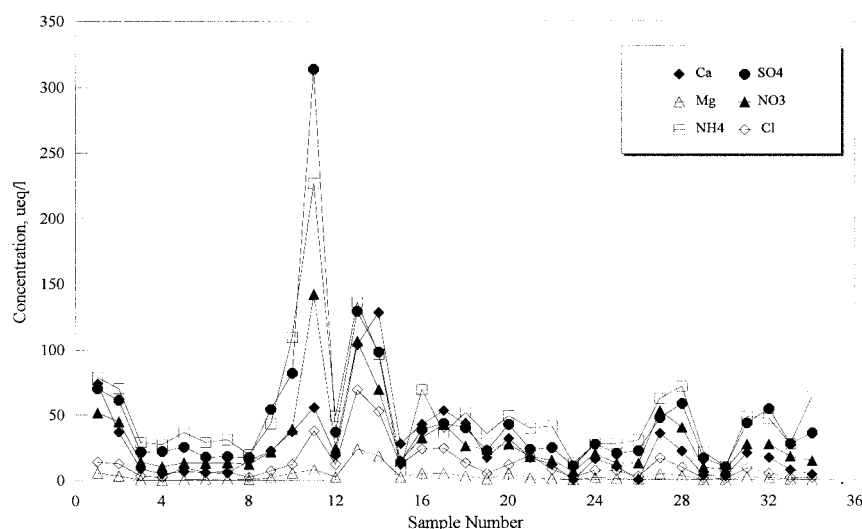 350
300
250
200
150
100
50
0
Concentration, ueq/l
Ca
SO4
Mg
NO3
NH4
Cl
0 4 8 12 16 20 24 28 32 36
Sample Number